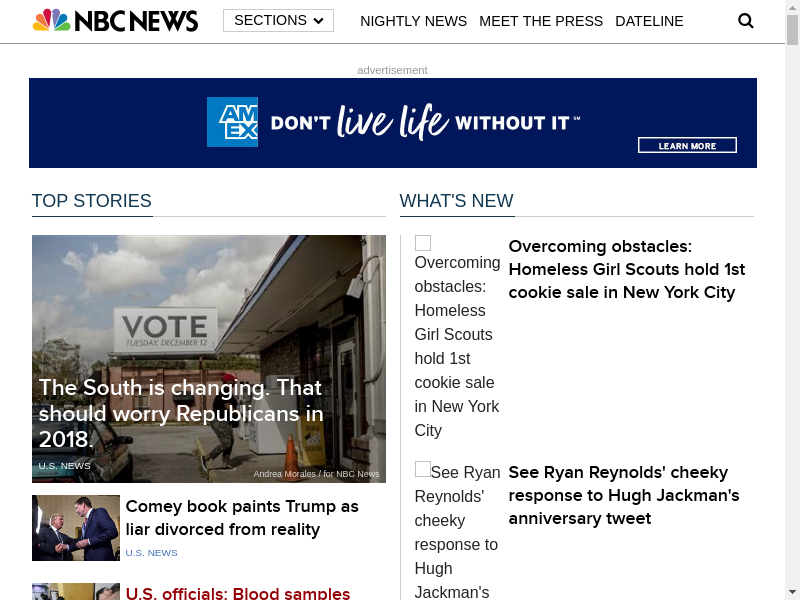 NBC NEWS
SECTIONS
NIGHTLY NEWS
MEET THE PRESS
DATELINE
advertisement
AM
EX
DON'T live life WITHOUT IT℠
LEARN MORE
TOP STORIES
VOTE
TUESDAY, DECEMBER 12
The South is changing. That
should worry Republicans in
2018.
U.S. NEWS
Andrea Morales / for NBC News
Comey book paints Trump as
liar divorced from reality
U.S. NEWS
U.S. officials: Blood samples
WHAT'S NEW
Overcoming
obstacles:
Homeless
Girl Scouts
hold 1st
cookie sale
in New York
City
Overcoming obstacles:
Homeless Girl Scouts hold 1st
cookie sale in New York City
See Ryan
Reynolds'
cheeky
response to
Hugh
Jackman's
See Ryan Reynolds' cheeky
response to Hugh Jackman's
anniversary tweet